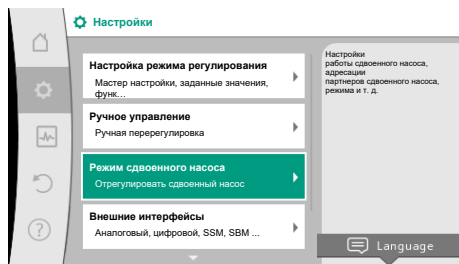 Настройки
Настройка режима регулирования
Мастер настройки, заданные значения,
функ...
Ручное управление
Ручная перерегулировка
Режим сдвоенного насоса
Отрегулировать сдвоенный насос
Внешние интерфейсы
Аналоговый, цифровой, SSM, SBM ...
Настройки
работы сдвоенного насоса,
адресации
партнеров сдвоенного насоса,
режима и т. д.
Language